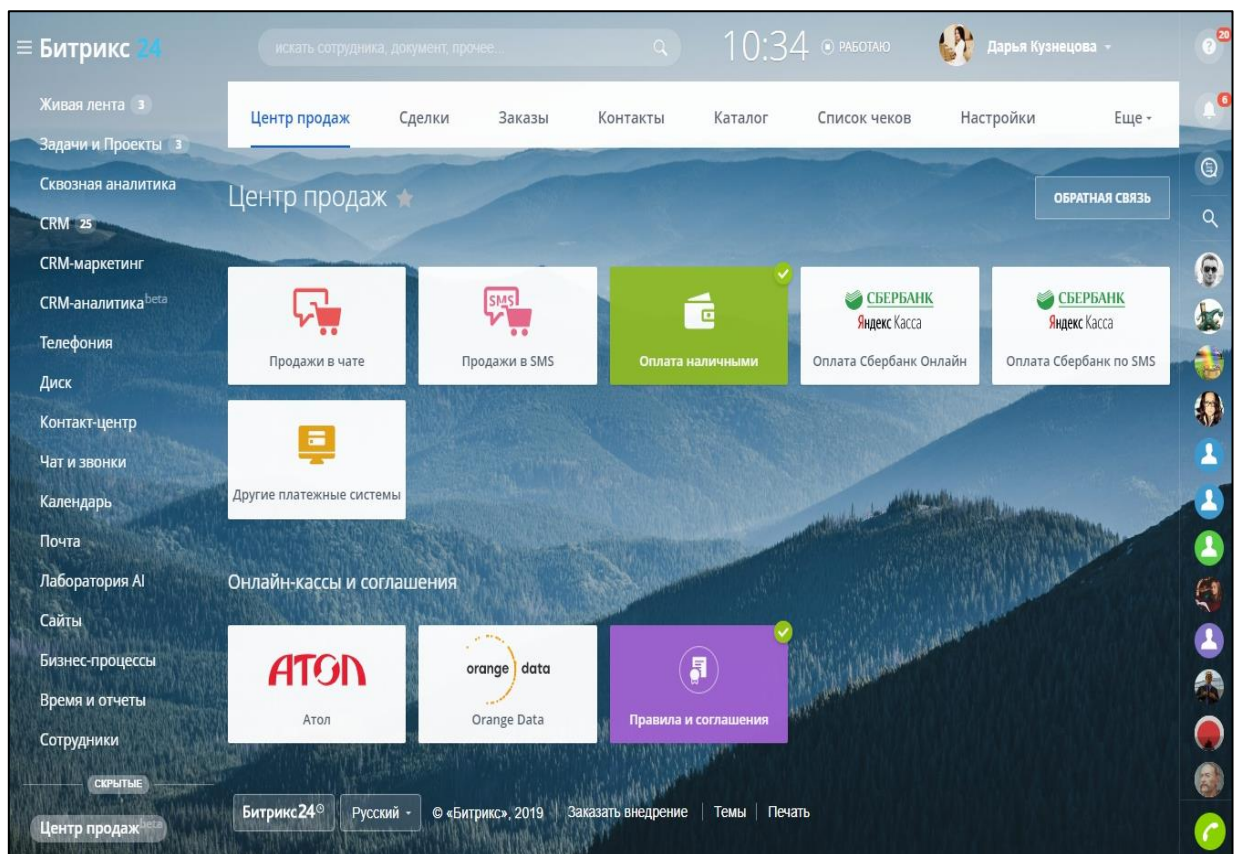 Битрикс 24
искать сотрудника, документ, прочее...
10:34
РАБОТАЮ
Дарья Кузнецова
20
6
Живая лента 3
Задачи и Проекты 3
Сквозная аналитика
CRM 25
CRM-маркетинг
CRM-аналитика beta
Телефония
Диск
Контакт-центр
Чат и звонки
Календарь
Почта
Лаборатория AI
Сайты
Бизнес-процессы
Время и отчеты
Сотрудники
СКРЫТЫЕ
Центр продаж beta
Центр продаж Сделки Заказы Контакты Каталог Список чеков Настройки Еще
Центр продаж
ОБРАТНАЯ СВЯЗЬ
Продажи в чате
SMS
Продажи в SMS
Оплата наличными
СБЕРБАНК
Яндекс Касса
Оплата Сбербанк Онлайн
СБЕРБАНК
Яндекс Касса
Оплата Сбербанк по SMS
Другие платежные системы
Онлайн-кассы и соглашения
АТОЛ
Атол
orange data
Orange Data
Правила и соглашения
Битрикс24 Русский © «Битрикс», 2019 Заказать внедрение Темы Печать